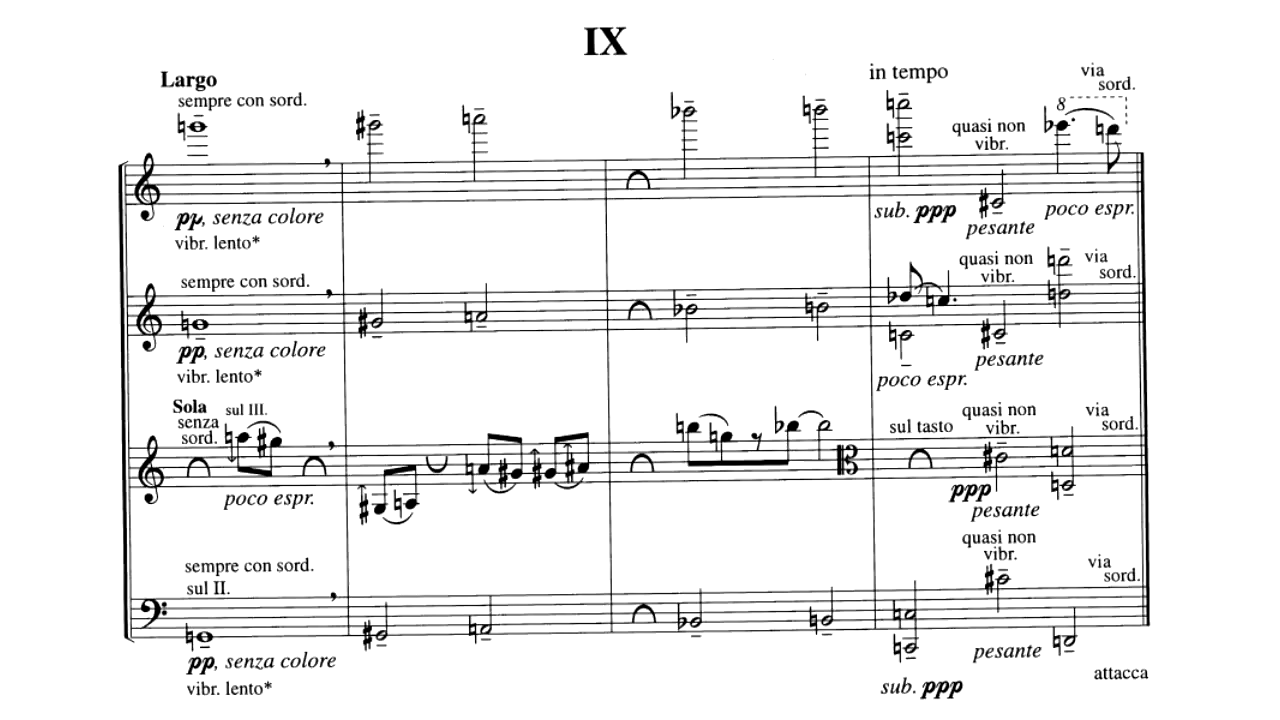 IX
Largo
in tempo
via
sord.
sempre con sord.
8
quasi non
vibr.
pp, senza colore
sub. ppp
poco espr.
pesante
vibr. lento*
sempre con sord.
quasi non
vibr.
via
sord.
pp, senza colore
pesante
vibr. lento*
poco espr.
Sola
sul III.
senza
sord.
sul tasto
quasi non
vibr.
via
sord.
poco espr.
ppp
pesante
sempre con sord.
sul II.
quasi non
vibr.
via
sord.
pp, senza colore
pesante
vibr. lento*
sub. ppp
attacca